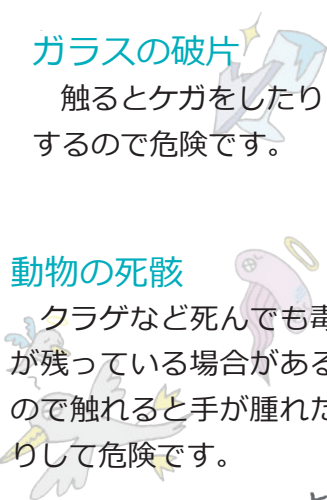 ガラスの破片
触るとケガをしたり
するので危険です。
動物の死骸
クラゲなど死んでも毒
が残っている場合がある
ので触れると手が腫れた
りして危険です。